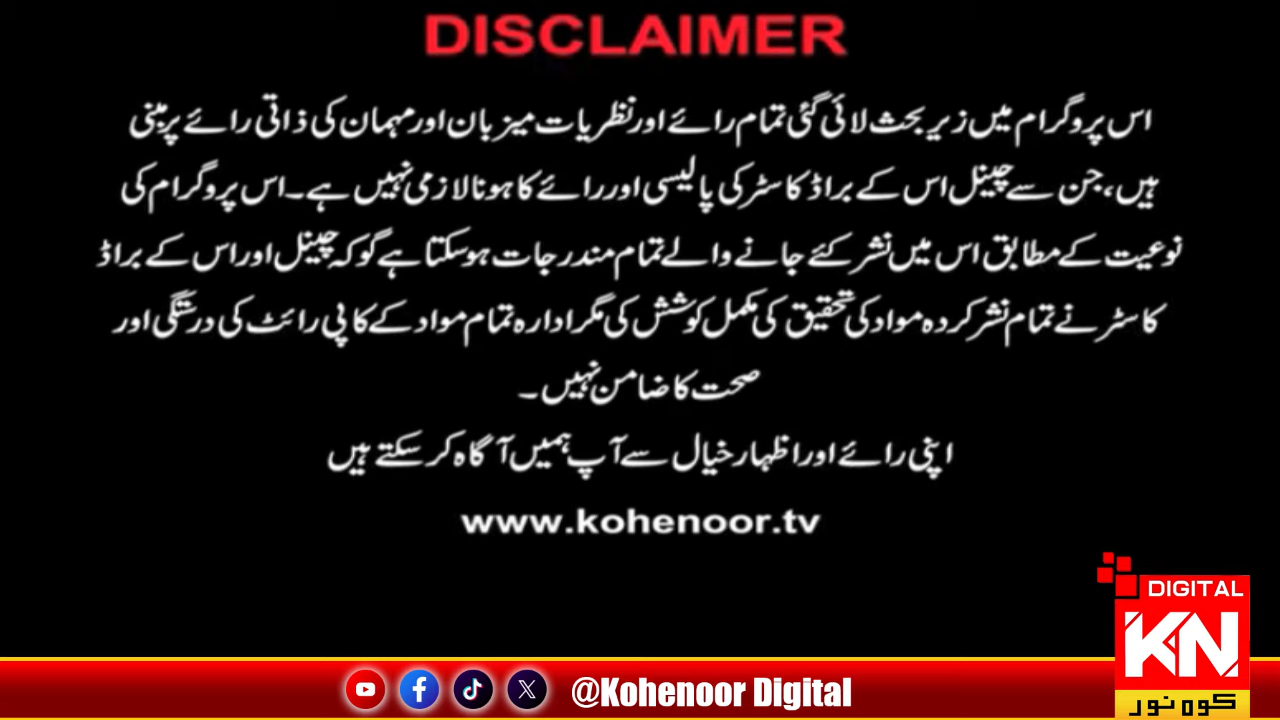 DISCLAIMER
اس پروگرام میں زیر بحث لائی گئی تمام رائے اور نظریات میزبان اور مہمان کی ذاتی رائے پر مبنی
ہیں، جن سے چینل اس کے براڈ کاسٹر کی پالیسی اور رائے کا ہونا لازمی نہیں ہے۔ اس پروگرام کی
نوعیت کے مطابق اس میں نشر کئے جانے والے تمام مندرجات ہو سکتا ہے گو کہ چینل اور اس کے براڈ
کاسٹر نے تمام نشر کردہ مواد کی تحقیق کی مکمل کوشش کی مگر ادارہ تمام مواد کے کاپی رائٹ کی درستگی اور
صحت کا ضامن نہیں ۔
اپنی رائے اور اظہار خیال سے آپ ہمیں آگاہ کر سکتے ہیں
www.kohenoor.tv
DIGITAL
KN
کوہ نور
@Kohenoor Digital